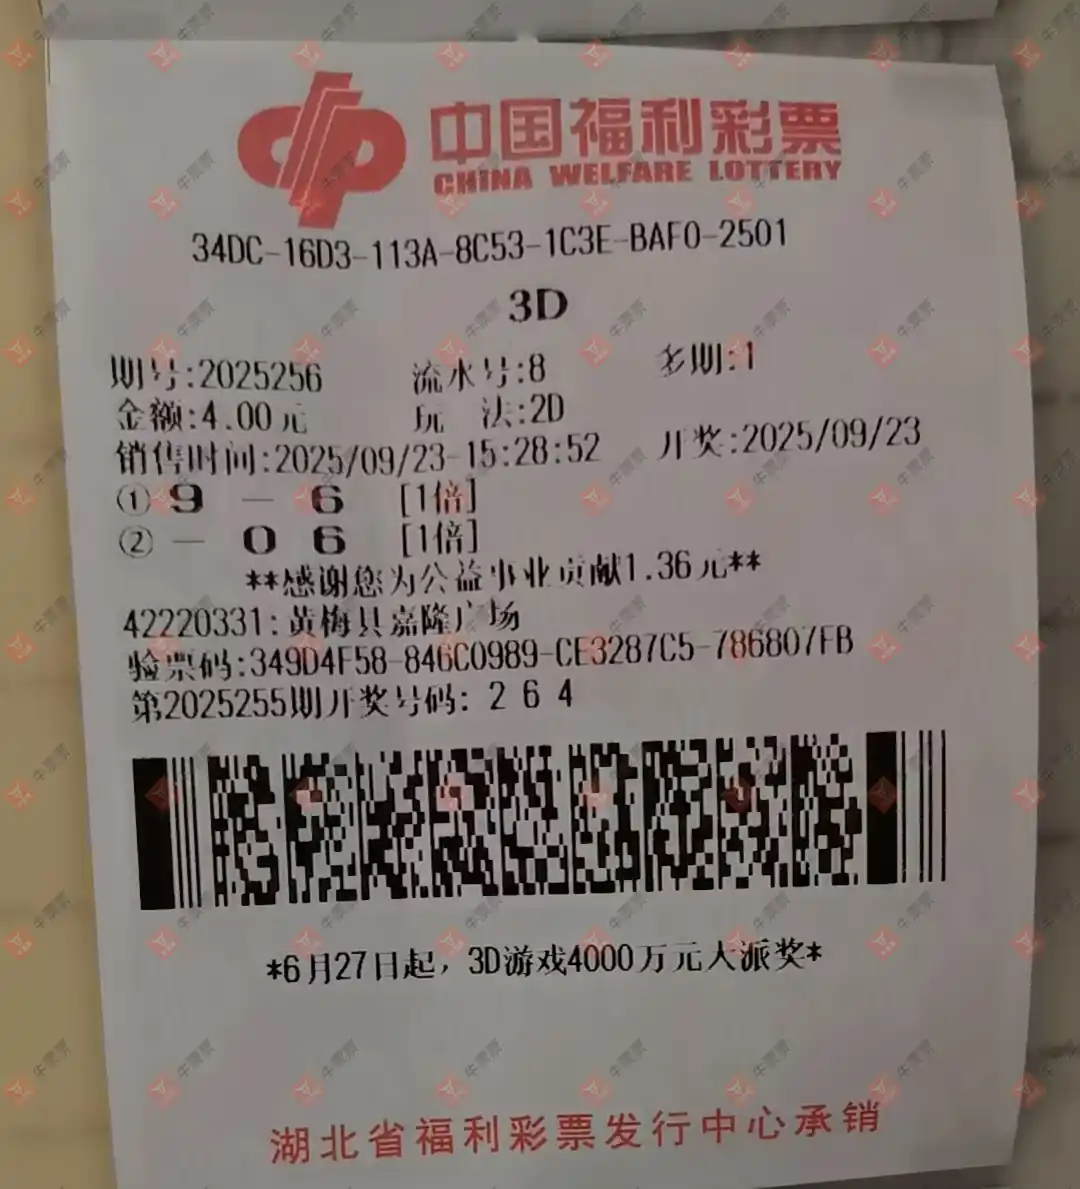 中国福利彩票
CHINA WELFARE LOTTERY
34DC-16D3-113A-8C53-1C3E-BAF0-2501
3D
期号:2025256 流水号:8 多期:1
金额:4.00元 玩 法:2D
销售时间:2025/09/23-15:28:52 开奖:2025/09/23
① 9 — 6 [1倍]
② — 0 6 [1倍]
**感谢您为公益事业贡献1.36元**
42220331:黄梅县嘉隆广场
验票码:349D4F58-846C0989-CE3287C5-786807FB
第2025255期开奖号码: 2 6 4
*6月27日起，3D游戏4000万元大派奖*
湖北省福利彩票发行中心承销